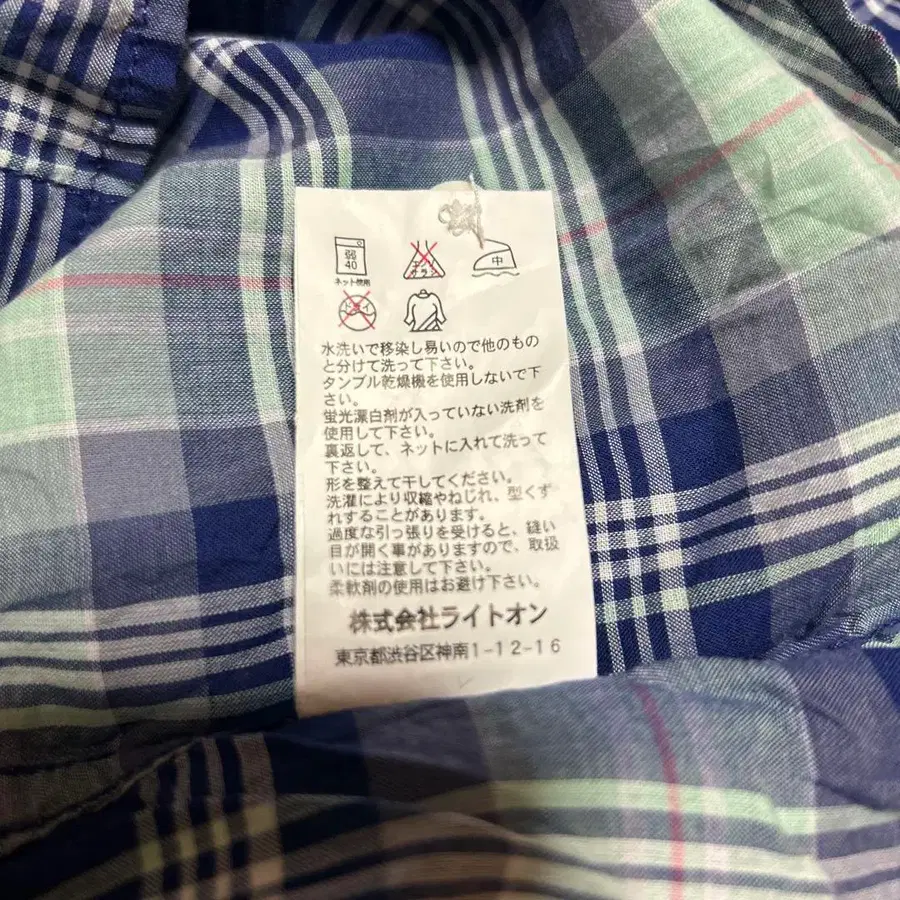 弱
40
ネット使用
エンソ
サラシ
中
ドライ
水洗いで移染し易いので他のもの
と分けて洗って下さい。
タンブル乾燥機を使用しないで下
さい。
蛍光漂白剤が入っていない洗剤を
使用して下さい。
裏返して、ネットに入れて洗って
下さい。
形を整えて干してください。
洗濯により収縮やねじれ、型くず
れすることがあります。
過度な引っ張りを受けると、縫い
目が開く事がありますので、取扱
いには注意して下さい。
柔軟剤の使用はお避け下さい。
株式会社ライトオン
東京都渋谷区神南1-12-16